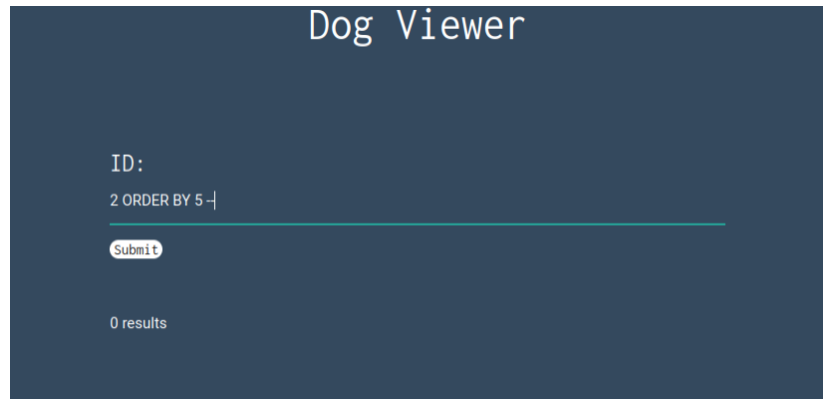 Dog Viewer
ID:
2 ORDER BY 5 --
Submit
0 results